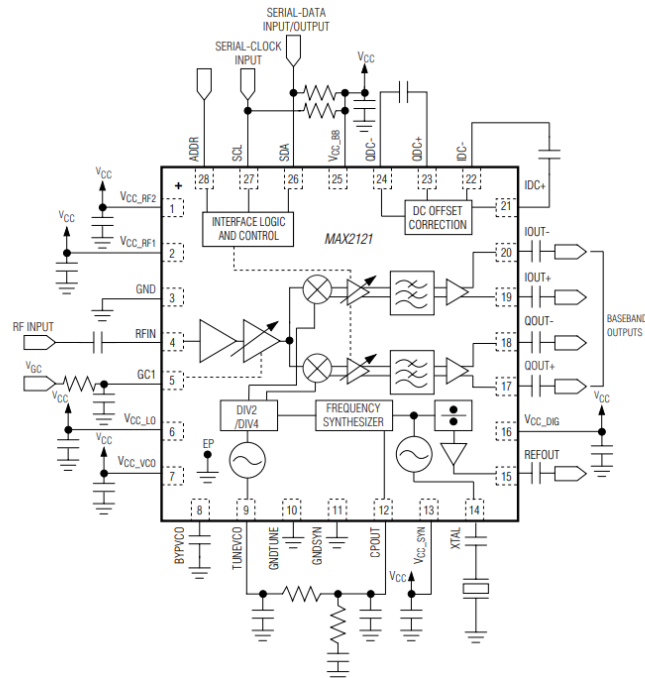 SERIAL-DATA
INPUT/OUTPUT
SERIAL-CLOCK
INPUT
VCC
ADDR
SCL
SDA
VCC_BB
QDC-
QDC+
IDC-
IDC+
28
27
26
25
24
23
22
21
VCC
VCC_RF2
+
1
INTERFACE LOGIC
AND CONTROL
MAX2121
DC OFFSET
CORRECTION
VCC
VCC_RF1
2
20
IOUT-
GND
3
19
IOUT+
RF INPUT
RFIN
4
18
QOUT-
BASEBAND
OUTPUTS
VGC
GC1
5
17
QOUT+
VCC
VCC_LO
6
DIV2
/DIV4
FREQUENCY
SYNTHESIZER
16
VCC_DIG
VCC
VCC
VCC_VCO
7
EP
15
REFOUT
8
9
10
11
12
13
14
BYPVCO
TUNEVCO
GNDTUNE
GNDSYN
CPOUT
VCC_SYN
XTAL
VCC